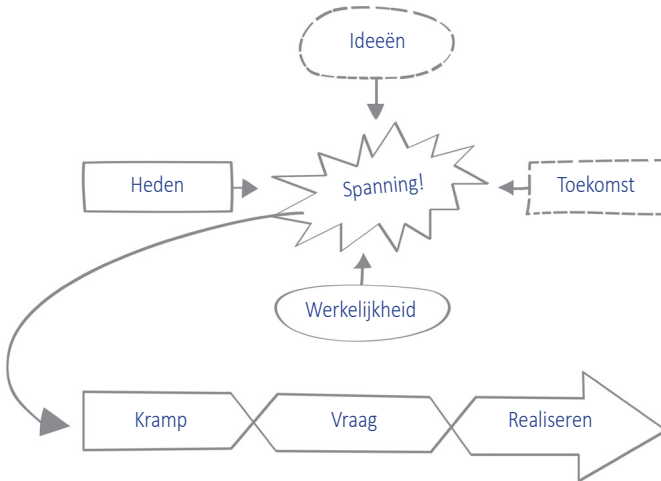 Ideeën
Heden
Spanning!
Toekomst
Werkelijkheid
Kramp
Vraag
Realiseren